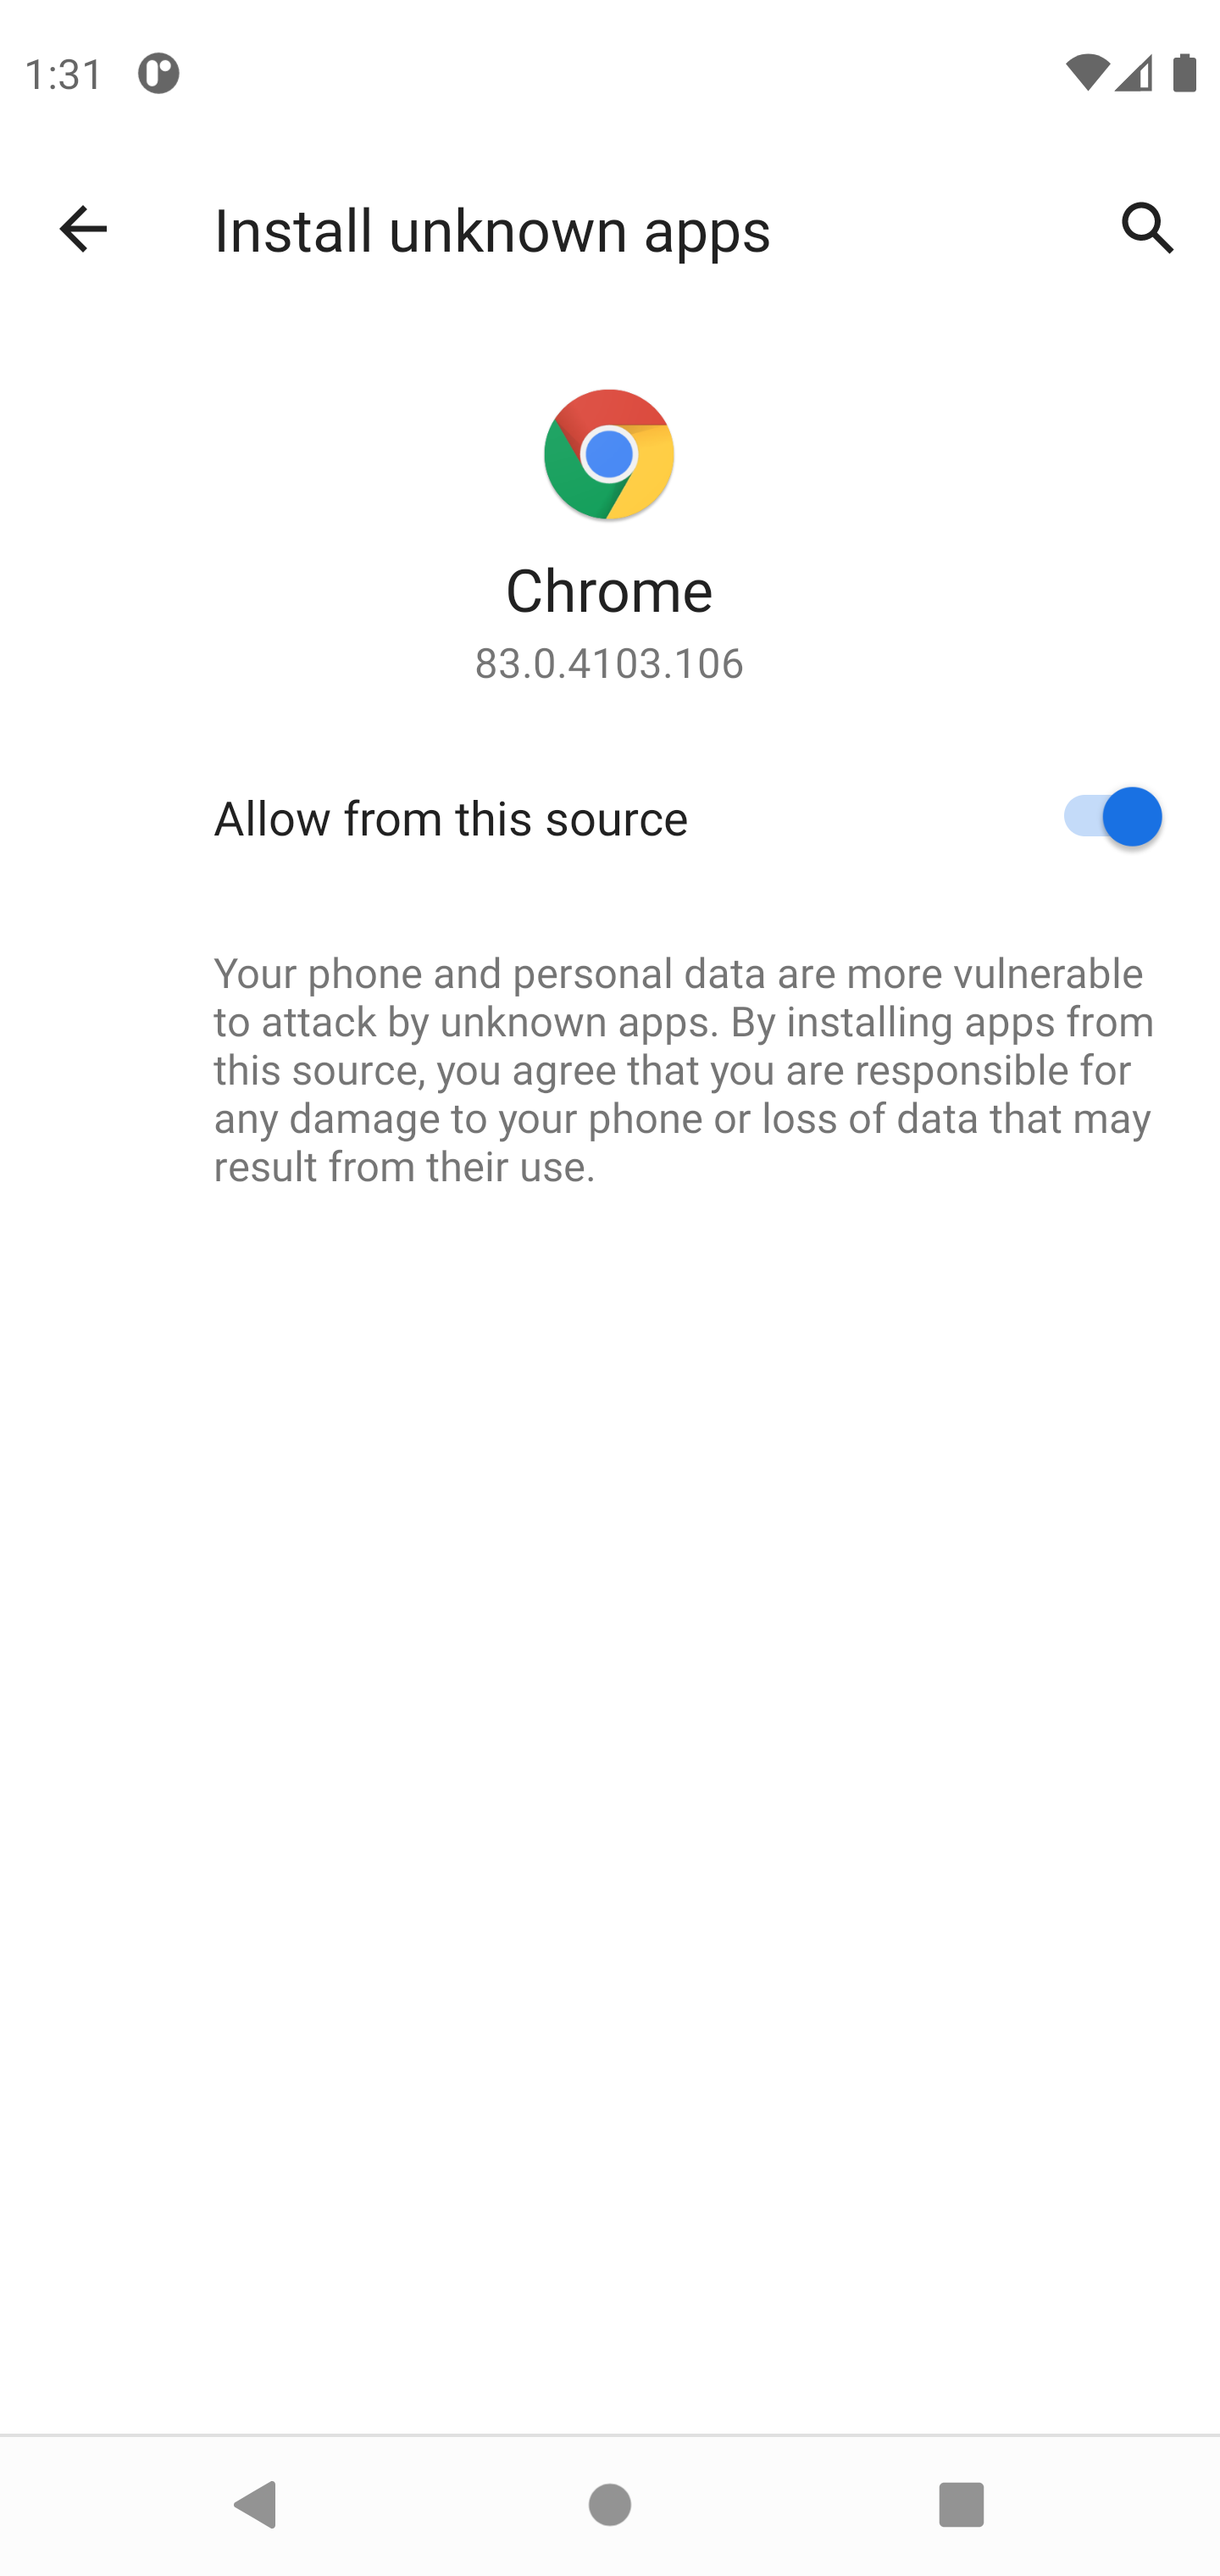 1:31
Install unknown apps
Chrome
83.0.4103.106
Allow from this source
Your phone and personal data are more vulnerable
to attack by unknown apps. By installing apps from
this source, you agree that you are responsible for
any damage to your phone or loss of data that may
result from their use.